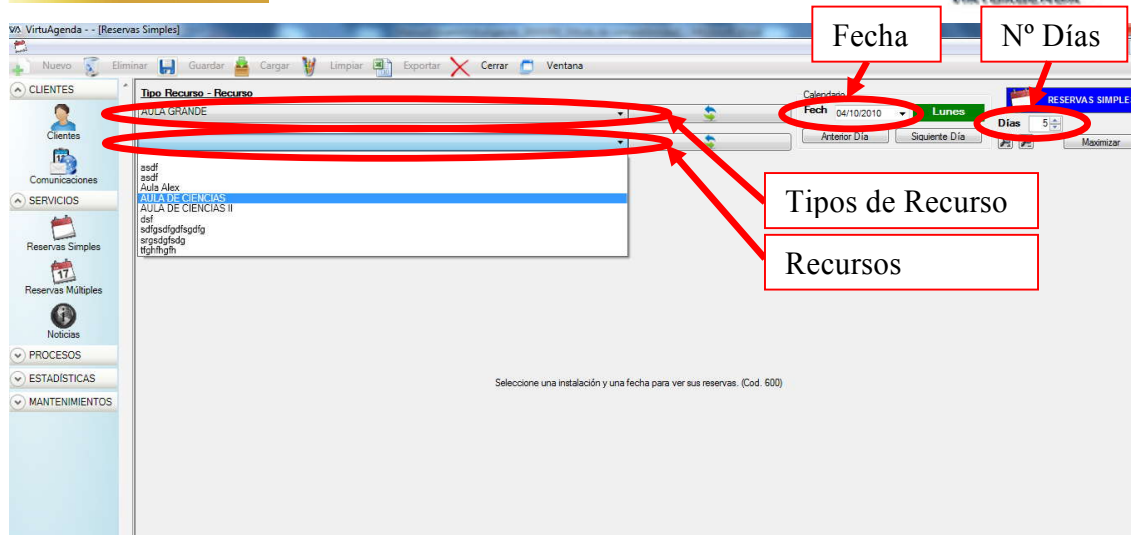 VirtuAgenda - - [Reservas Simples]
Fecha
Nº Días
Nuevo Eliminar Guardar Cargar Limpiar Exportar Cerrar Ventana
CLIENTES
Clientes
Comunicaciones
SERVICIOS
Reservas Simples
Reservas Múltiples
Noticias
PROCESOS
ESTADÍSTICAS
MANTENIMIENTOS
Tipo Recurso - Recurso
AULA GRANDE
asdf
asdf
Aula Alex
AULA DE CIENCIAS
AULA DE CIENCIAS II
dsf
sdfgsdfgdfsgdfg
srgsdgfsdg
tfghfhgfh
Calendario
Fech 04/10/2010 Lunes
Anterior Día Siguiente Día
RESERVAS SIMPLE
Días 5
Maximizar
Tipos de Recurso
Recursos
Seleccione una instalación y una fecha para ver sus reservas. (Cod. 600)